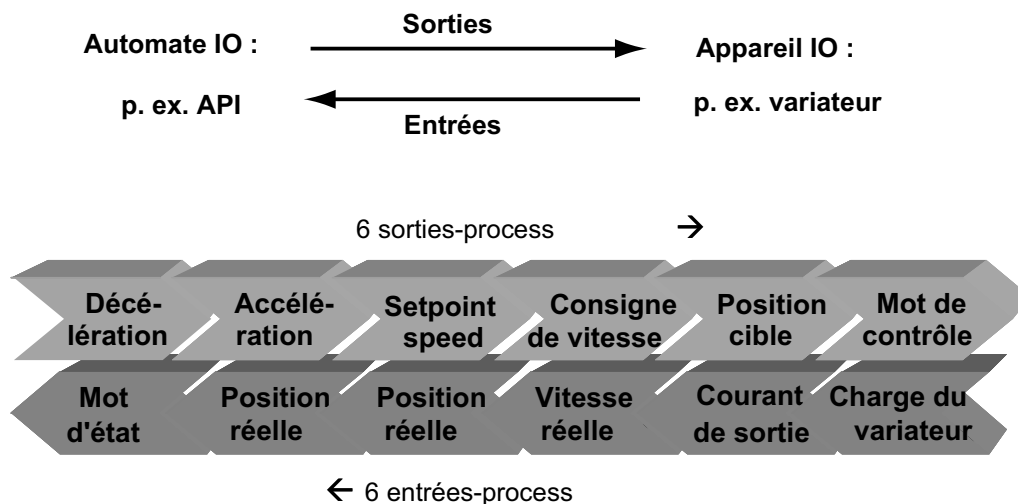 Sorties
Automate IO :
Appareil IO :
p. ex. API
p. ex. variateur
Entrées
6 sorties-process →
Décé-
lération
Accélé-
ration
Setpoint
speed
Consigne
de vitesse
Position
cible
Mot de
contrôle
Mot
d'état
Position
réelle
Position
réelle
Vitesse
réelle
Courant
de sortie
Charge du
variateur
← 6 entrées-process